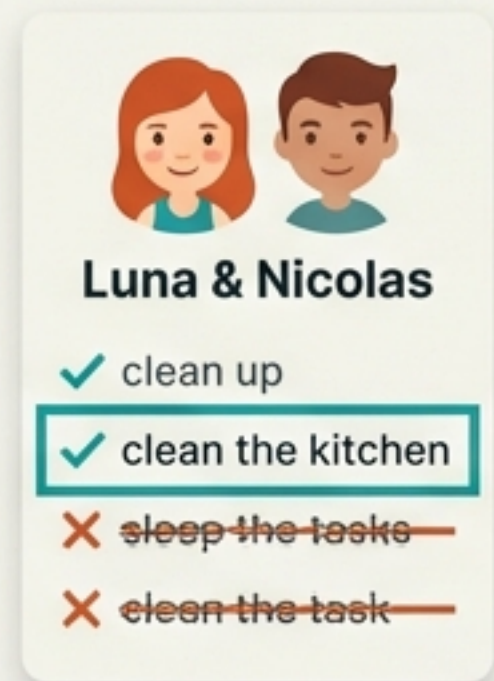 Luna & Nicolas
clean up
clean the kitchen
sleep the tasks
clean the task